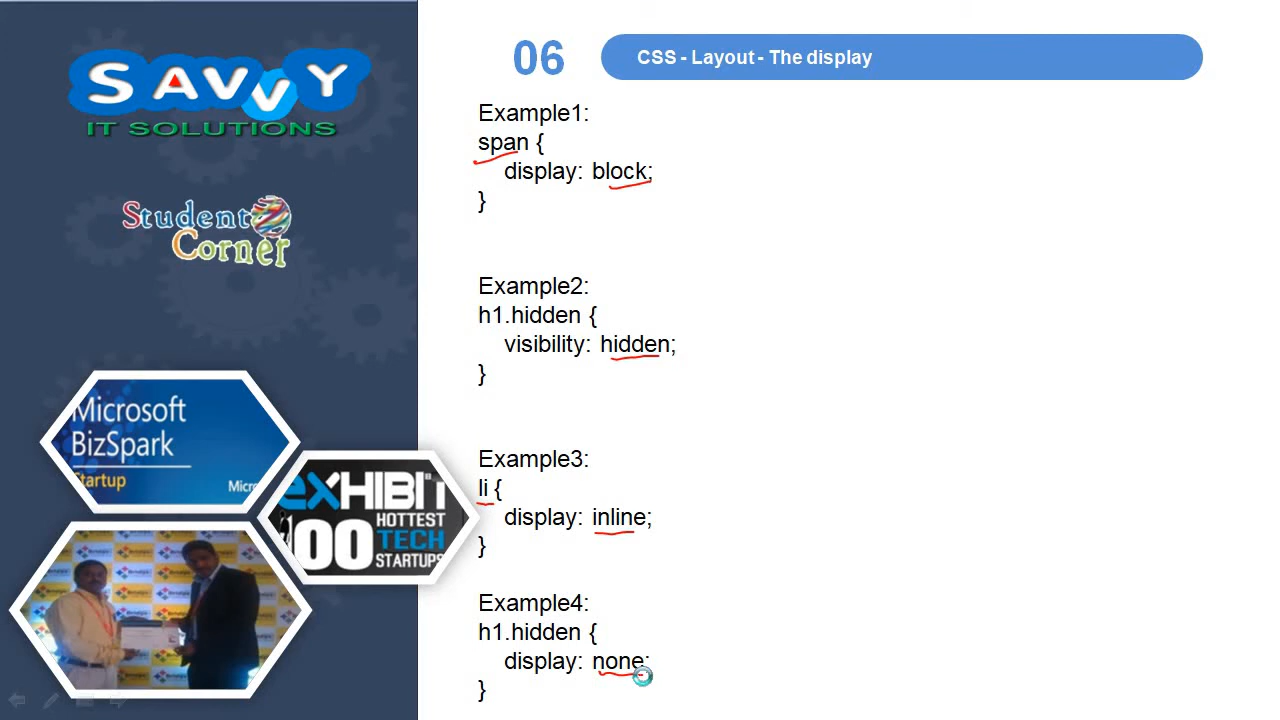 SAVVY
IT SOLUTIONS
Student
Corner
Microsoft
BizSpark
Startup
Micr
exHIBIT
100 HOTTEST
TECH
STARTUPS
06
CSS - Layout - The display
Example1:
span {
display: block;
}
Example2:
h1.hidden {
visibility: hidden;
}
Example3:
li {
display: inline;
}
Example4:
h1.hidden {
display: none;
}